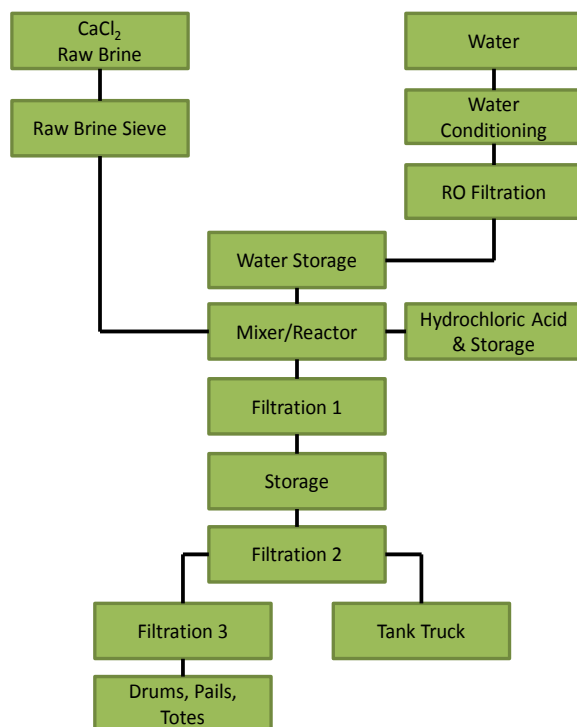 CaCl₂
Raw Brine
Water
Raw Brine Sieve
Water
Conditioning
RO Filtration
Water Storage
Mixer/Reactor
Hydrochloric Acid
& Storage
Filtration 1
Storage
Filtration 2
Filtration 3
Tank Truck
Drums, Pails,
Totes